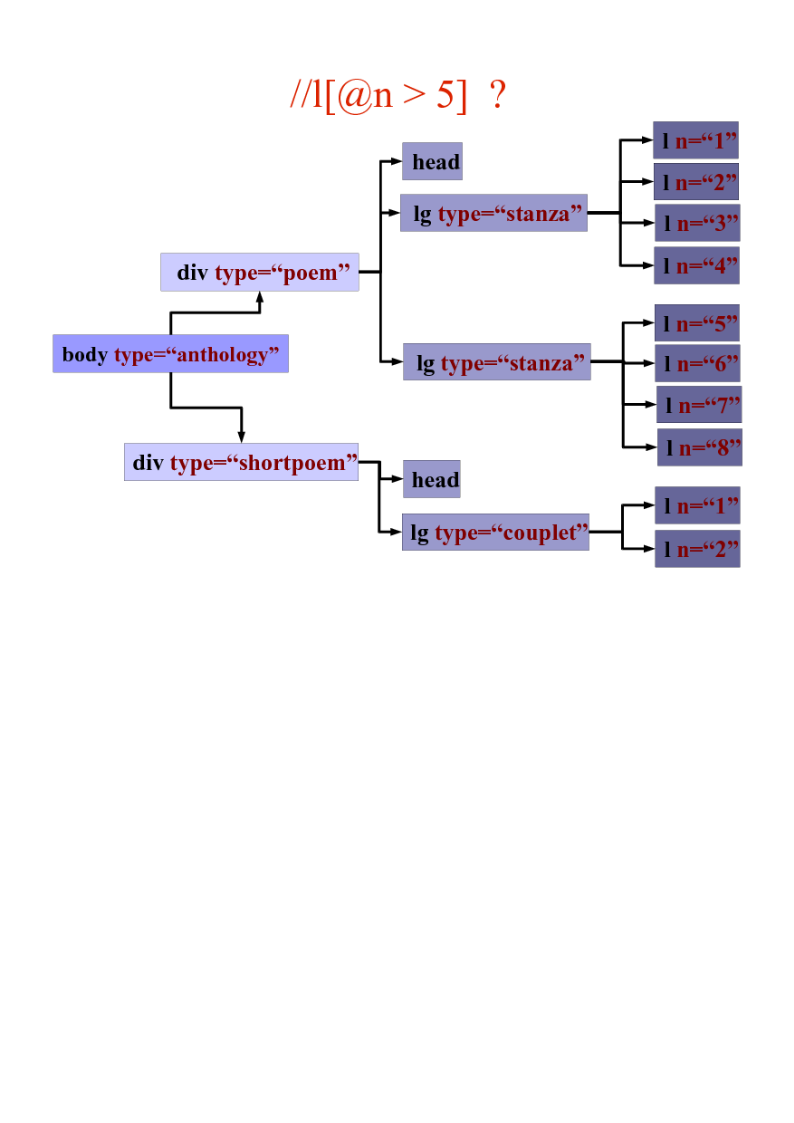 //l[@n > 5]  ?
head
lg type=“stanza”
l n=“1”
l n=“2”
l n=“3”
l n=“4”
div type=“poem”
lg type=“stanza”
l n=“5”
l n=“6”
l n=“7”
l n=“8”
body type=“anthology”
div type=“shortpoem”
head
lg type=“couplet”
l n=“1”
l n=“2”